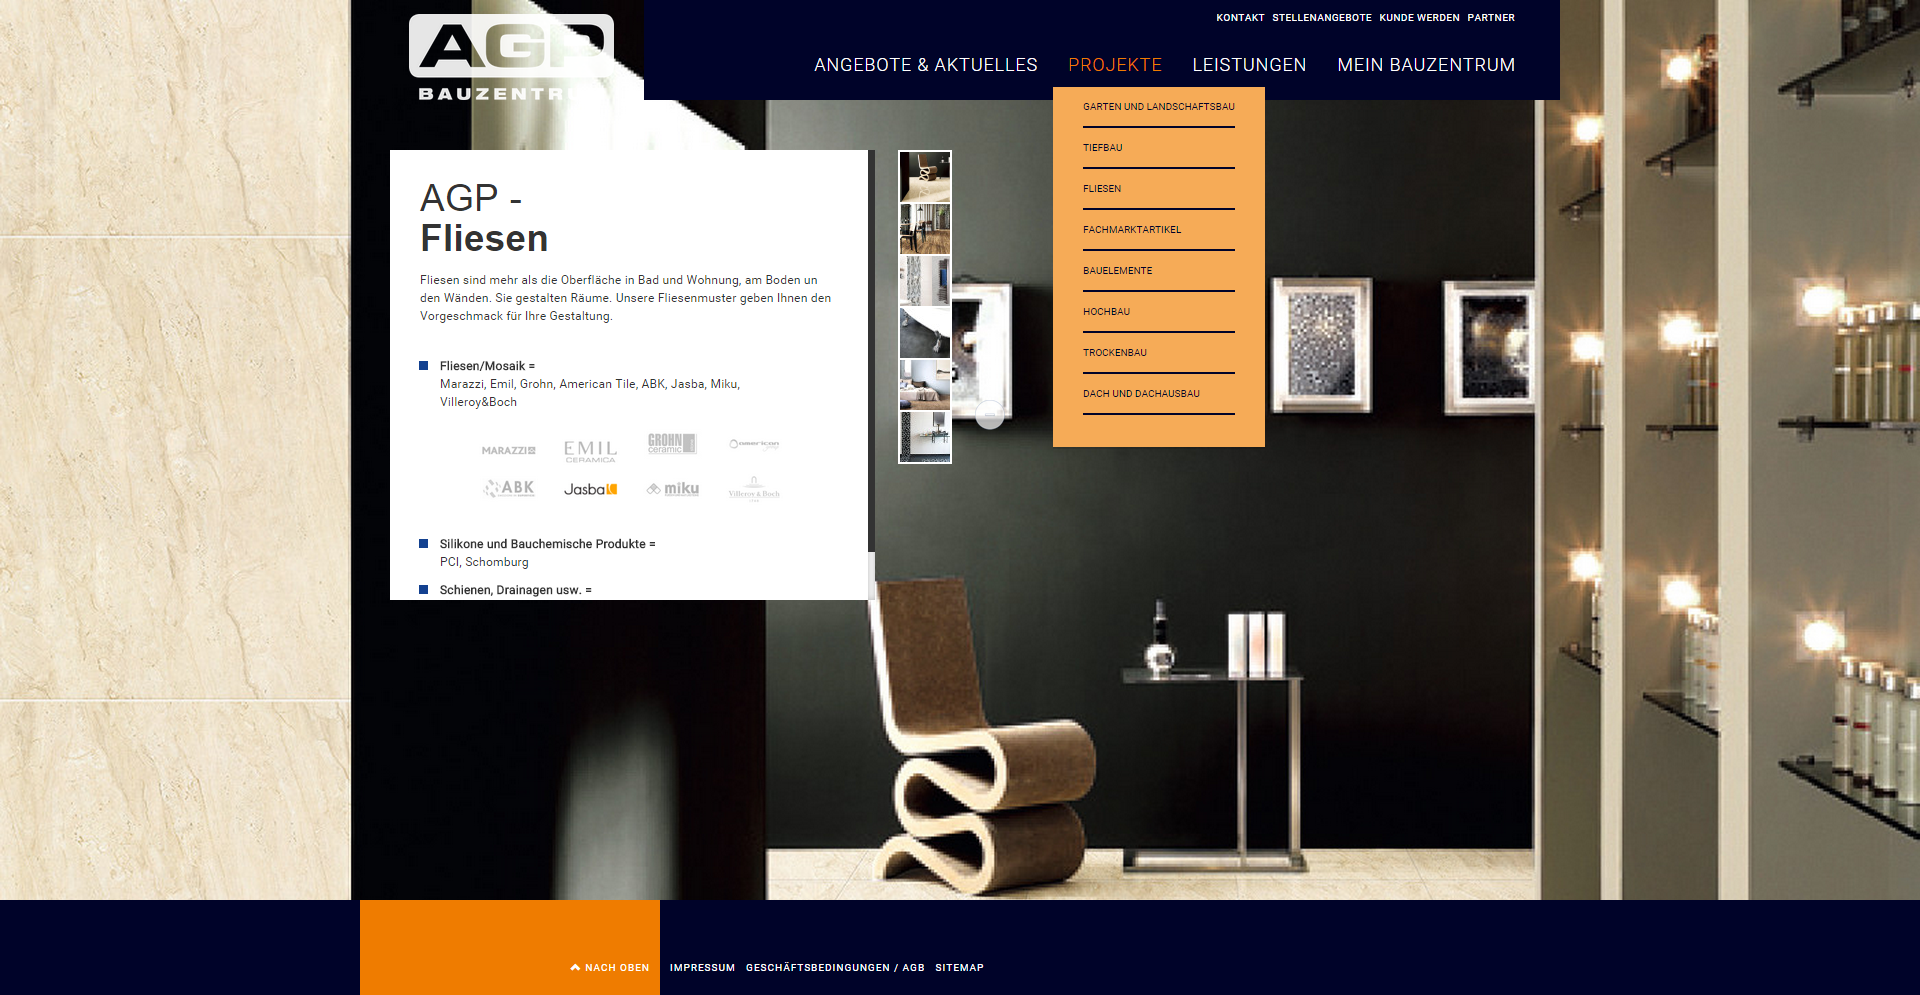 AGP
BAUZENTRUM
KONTAKT STELLENANGEBOTE KUNDE WERDEN PARTNER
ANGEBOTE & AKTUELLES PROJEKTE LEISTUNGEN MEIN BAUZENTRUM
GARTEN UND LANDSCHAFTSBAU
TIEFBAU
FLIESEN
FACHMARKTARTIKEL
BAUELEMENTE
HOCHBAU
TROCKENBAU
DACH UND DACHAUSBAU
AGP -
Fliesen
Fliesen sind mehr als die Oberfläche in Bad und Wohnung, am Boden un
den Wänden. Sie gestalten Räume. Unsere Fliesenmuster geben Ihnen den
Vorgeschmack für Ihre Gestaltung.
Fliesen/Mosaik =
Marazzi, Emil, Grohn, American Tile, ABK, Jasba, Miku,
Villeroy&Boch
MARAZZI EMIL CERAMICA GROHN ceramic american
ABK Jasba miku Villeroy & Boch
Silikone und Bauchemische Produkte =
PCI, Schomburg
Schienen, Drainagen usw. =
NACH OBEN IMPRESSUM GESCHÄFTSBEDINGUNGEN / AGB SITEMAP